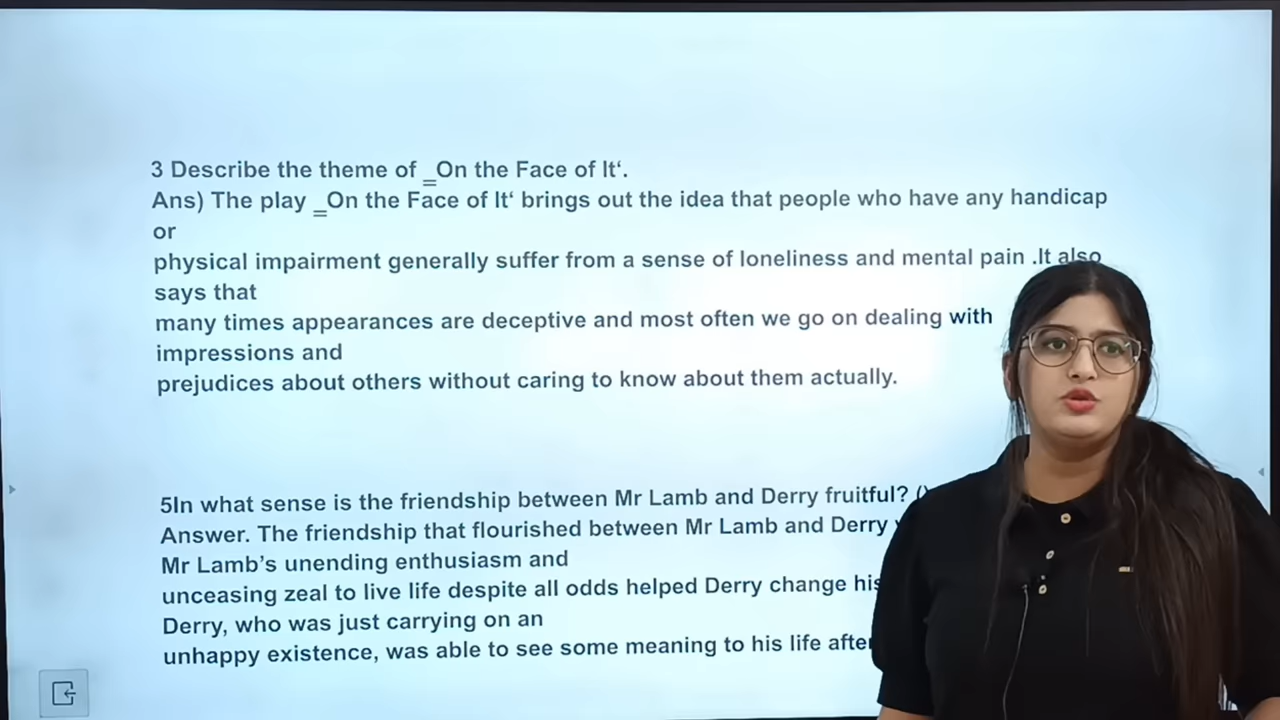 3 Describe the theme of ‗On the Face of It‘.
Ans) The play ‗On the Face of It‘ brings out the idea that people who have any handicap
or
physical impairment generally suffer from a sense of loneliness and mental pain .It also
says that
many times appearances are deceptive and most often we go on dealing with
impressions and
prejudices about others without caring to know about them actually.
5In what sense is the friendship between Mr Lamb and Derry fruitful? (
Answer. The friendship that flourished between Mr Lamb and Derry
Mr Lamb’s unending enthusiasm and
unceasing zeal to live life despite all odds helped Derry change his
Derry, who was just carrying on an
unhappy existence, was able to see some meaning to his life after